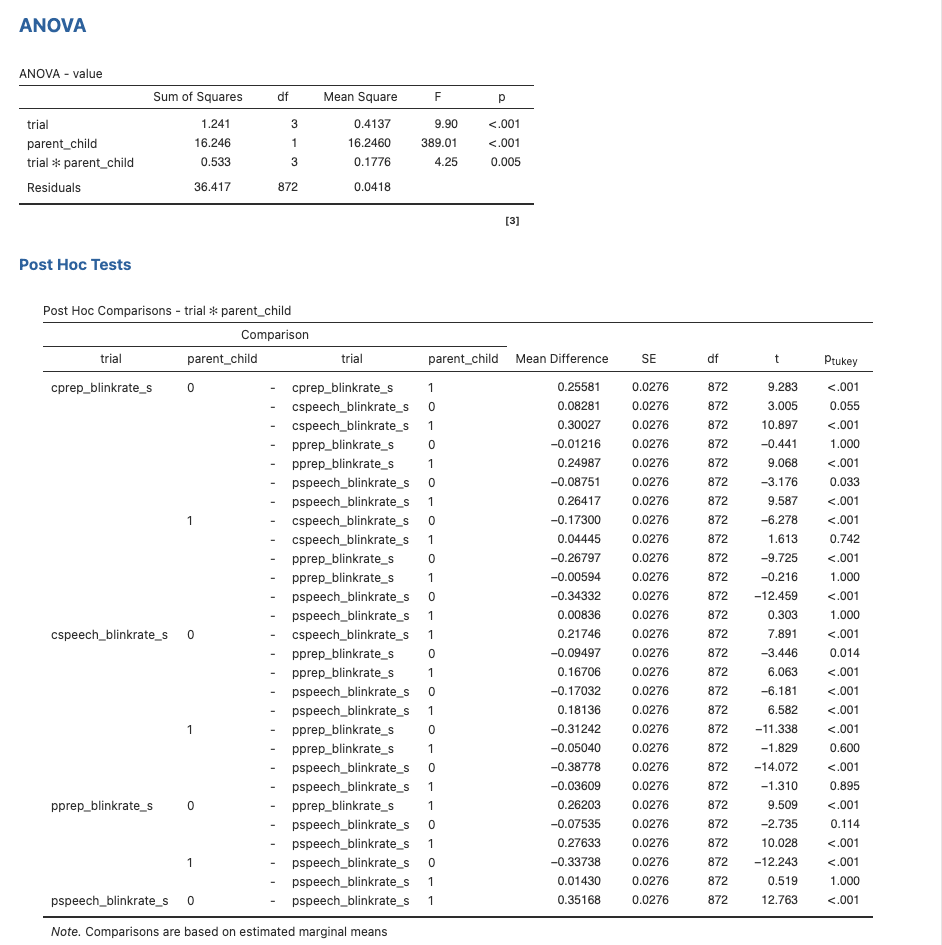 ANOVA
ANOVA - value
Sum of Squares df Mean Square F p
trial 1.241 3 0.4137 9.90 <.001
parent_child 16.246 1 16.2460 389.01 <.001
trial ✻ parent_child 0.533 3 0.1776 4.25 0.005
Residuals 36.417 872 0.0418
[3]
Post Hoc Tests
Post Hoc Comparisons - trial ✻ parent_child
Comparison
trial parent_child trial parent_child Mean Difference SE df t ptukey
cprep_blinkrate_s 0 - cprep_blinkrate_s 1 0.25581 0.0276 872 9.283 <.001
- cspeech_blinkrate_s 0 0.08281 0.0276 872 3.005 0.055
- cspeech_blinkrate_s 1 0.30027 0.0276 872 10.897 <.001
- pprep_blinkrate_s 0 −0.01216 0.0276 872 −0.441 1.000
- pprep_blinkrate_s 1 0.24987 0.0276 872 9.068 <.001
- pspeech_blinkrate_s 0 −0.08751 0.0276 872 −3.176 0.033
- pspeech_blinkrate_s 1 0.26417 0.0276 872 9.587 <.001
1 - cspeech_blinkrate_s 0 −0.17300 0.0276 872 −6.278 <.001
- cspeech_blinkrate_s 1 0.04445 0.0276 872 1.613 0.742
- pprep_blinkrate_s 0 −0.26797 0.0276 872 −9.725 <.001
- pprep_blinkrate_s 1 −0.00594 0.0276 872 −0.216 1.000
- pspeech_blinkrate_s 0 −0.34332 0.0276 872 −12.459 <.001
- pspeech_blinkrate_s 1 0.00836 0.0276 872 0.303 1.000
cspeech_blinkrate_s 0 - cspeech_blinkrate_s 1 0.21746 0.0276 872 7.891 <.001
- pprep_blinkrate_s 0 −0.09497 0.0276 872 −3.446 0.014
- pprep_blinkrate_s 1 0.16706 0.0276 872 6.063 <.001
- pspeech_blinkrate_s 0 −0.17032 0.0276 872 −6.181 <.001
- pspeech_blinkrate_s 1 0.18136 0.0276 872 6.582 <.001
1 - pprep_blinkrate_s 0 −0.31242 0.0276 872 −11.338 <.001
- pprep_blinkrate_s 1 −0.05040 0.0276 872 −1.829 0.600
- pspeech_blinkrate_s 0 −0.38778 0.0276 872 −14.072 <.001
- pspeech_blinkrate_s 1 −0.03609 0.0276 872 −1.310 0.895
pprep_blinkrate_s 0 - pprep_blinkrate_s 1 0.26203 0.0276 872 9.509 <.001
- pspeech_blinkrate_s 0 −0.07535 0.0276 872 −2.735 0.114
- pspeech_blinkrate_s 1 0.27633 0.0276 872 10.028 <.001
1 - pspeech_blinkrate_s 0 −0.33738 0.0276 872 −12.243 <.001
- pspeech_blinkrate_s 1 0.01430 0.0276 872 0.519 1.000
pspeech_blinkrate_s 0 - pspeech_blinkrate_s 1 0.35168 0.0276 872 12.763 <.001
Note. Comparisons are based on estimated marginal means